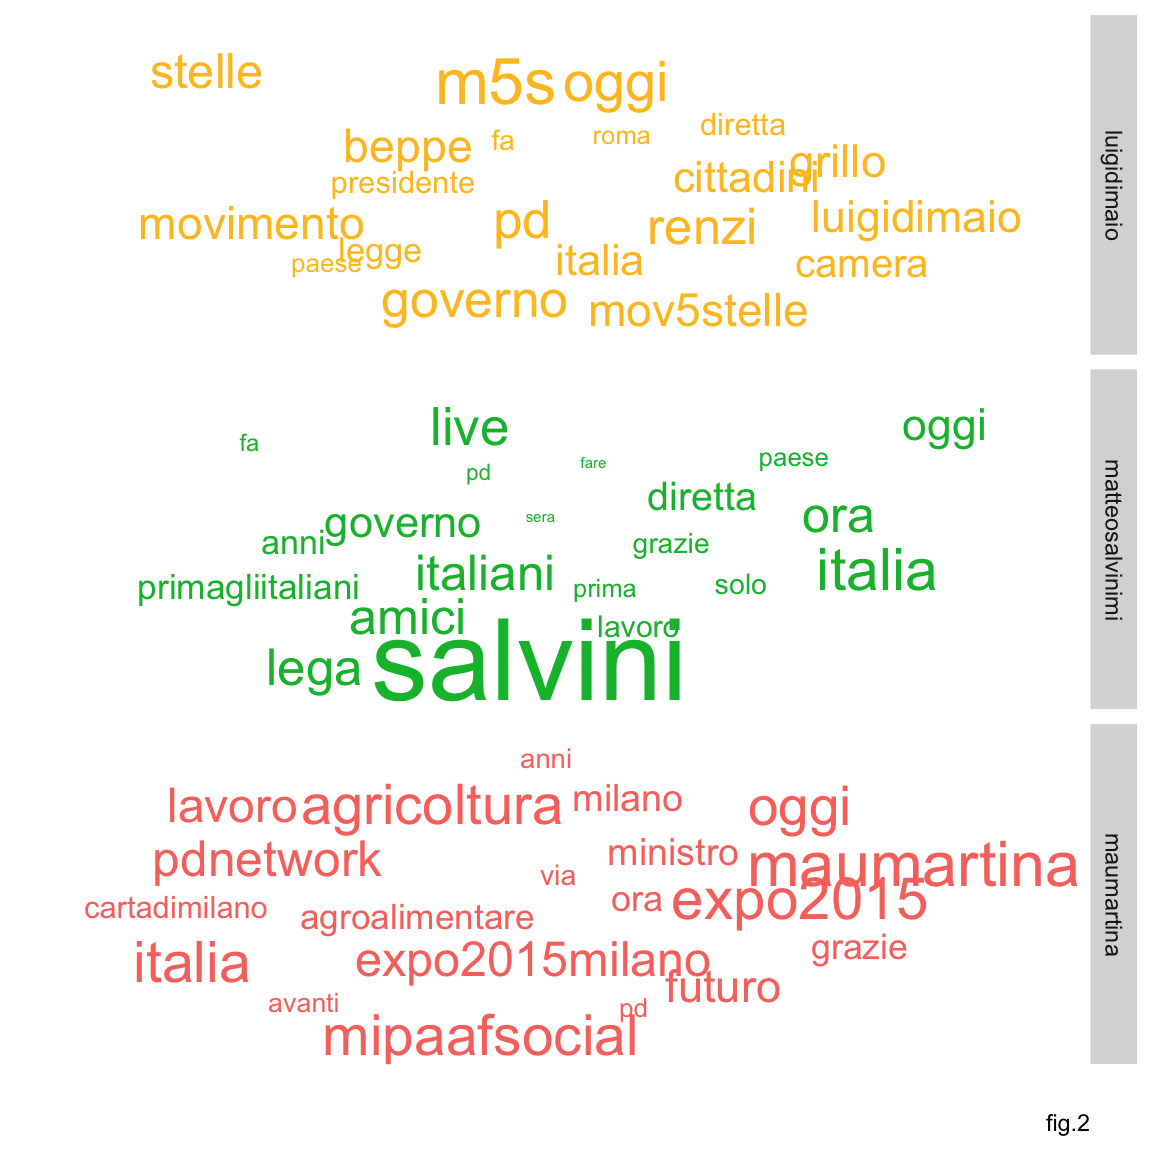 stelle
m5s oggi
diretta
beppe fa roma
presidente cittadini grillo
movimento pd renzi luigidimaio
paese legge italia camera
governo mov5stelle
luigidimaio
live oggi
fa pd fare paese
governo diretta ora
sera
anni grazie
primagliitaliani italiani prima solo italia
amici lavoro
lega salvini
matteosalvinimi
anni
lavoro agricoltura milano oggi
pdnetwork ministro maumartina
via
cartadimilano agroalimentare ora expo2015
italia expo2015milano grazie
futuro
avanti pd
mipaafsocial
maumartina
fig.2